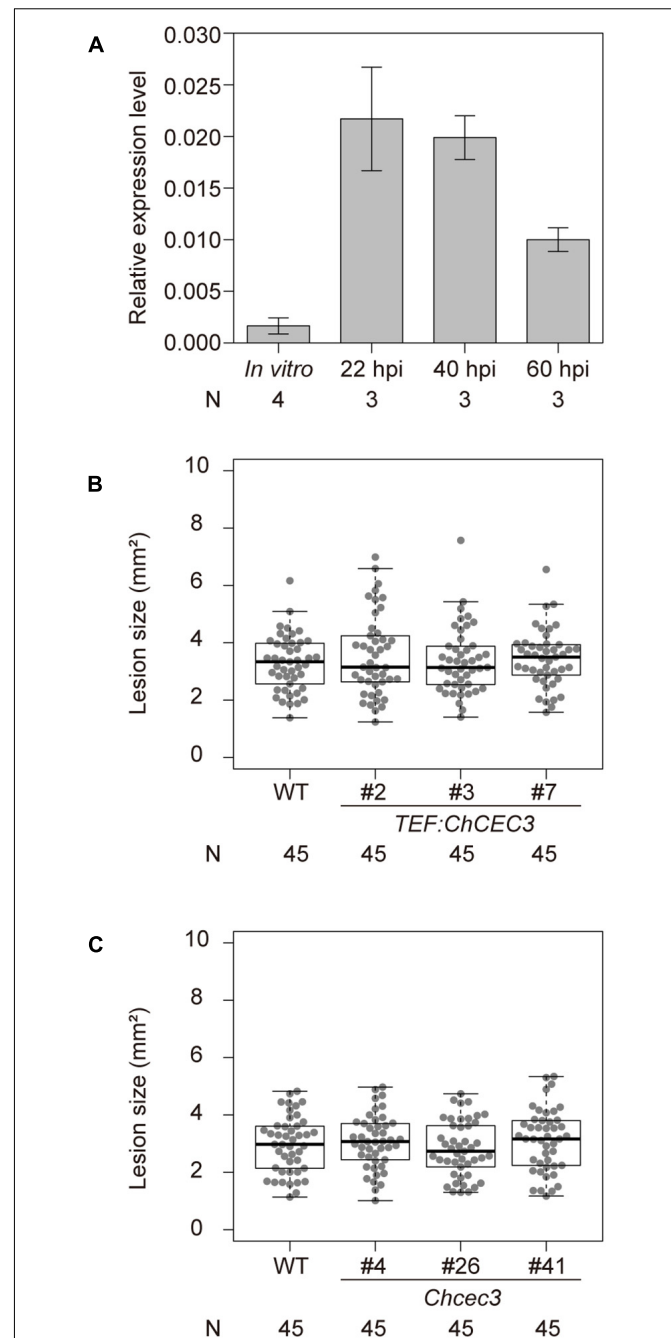 A
Relative expression level
0.030
0.025
0.020
0.015
0.010
0.005
0.000
In vitro 22 hpi 40 hpi 60 hpi
N 4 3 3 3
B
Lesion size (mm²)
10
8
6
4
2
0
WT #2 #3 #7
TEF:ChCEC3
N 45 45 45 45
C
Lesion size (mm²)
10
8
6
4
2
0
WT #4 #26 #41
Chcec3
N 45 45 45 45